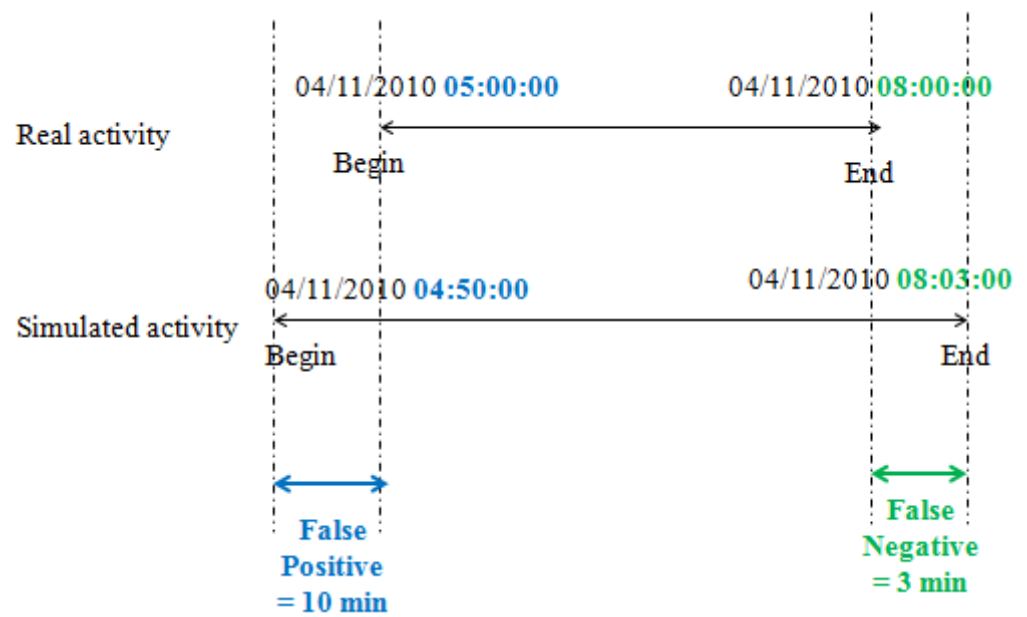 04/11/2010 05:00:00
04/11/2010 08:00:00
Real activity
Begin
End
04/11/2010 04:50:00
04/11/2010 08:03:00
Simulated activity
Begin
End
False
Positive
= 10 min
False
Negative
= 3 min